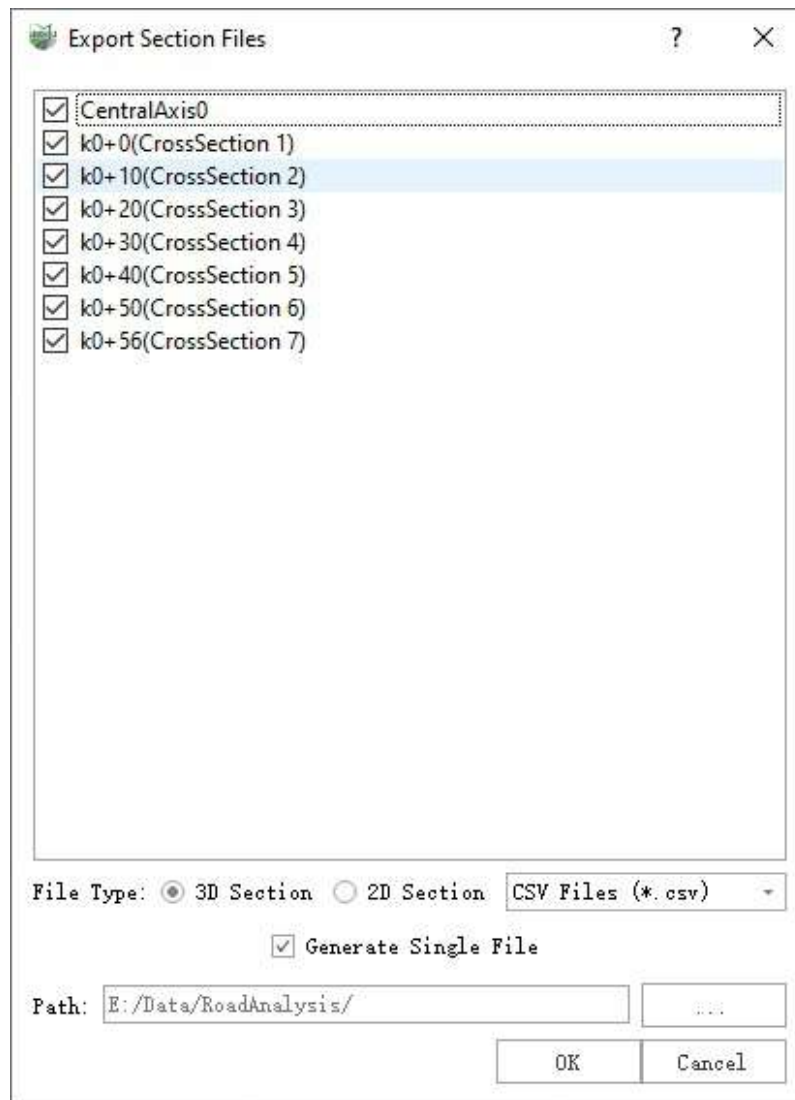 Export Section Files
CentralAxis0
k0+0(CrossSection 1)
k0+10(CrossSection 2)
k0+20(CrossSection 3)
k0+30(CrossSection 4)
k0+40(CrossSection 5)
k0+50(CrossSection 6)
k0+56(CrossSection 7)
File Type: 3D Section 2D Section CSV Files (*.csv)
Generate Single File
Path: E:/Data/RoadAnalysis/ ...
OK Cancel